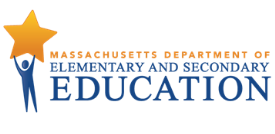 MASSACHUSETTS DEPARTMENT OF
ELEMENTARY AND SECONDARY
EDUCATION